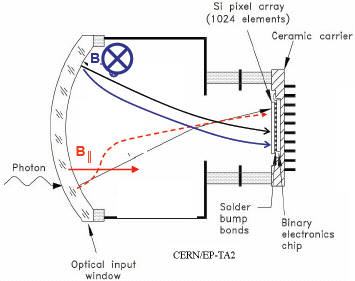 Si pixel array
(1024 elements)
Ceramic carrier
B
B||
Photon
Solder
bump
bonds
Binary
electronics
chip
CERN/EP-TA2
Optical input
window